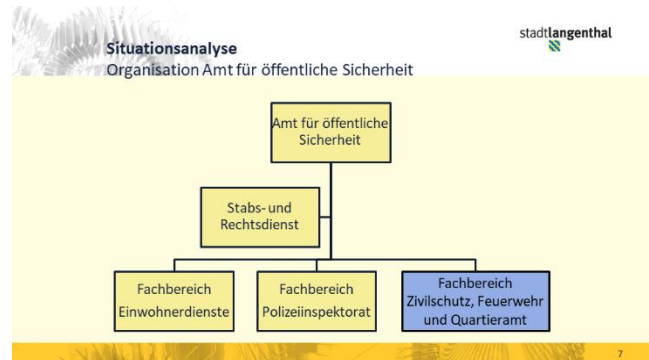 Situationsanalyse
Organisation Amt für öffentliche Sicherheit
stadtlangenthal
Amt für öffentliche
Sicherheit
Stabs- und
Rechtsdienst
Fachbereich
Einwohnerdienste
Fachbereich
Polizeiinspektorat
Fachbereich
Zivilschutz, Feuerwehr
und Quartieramt
7